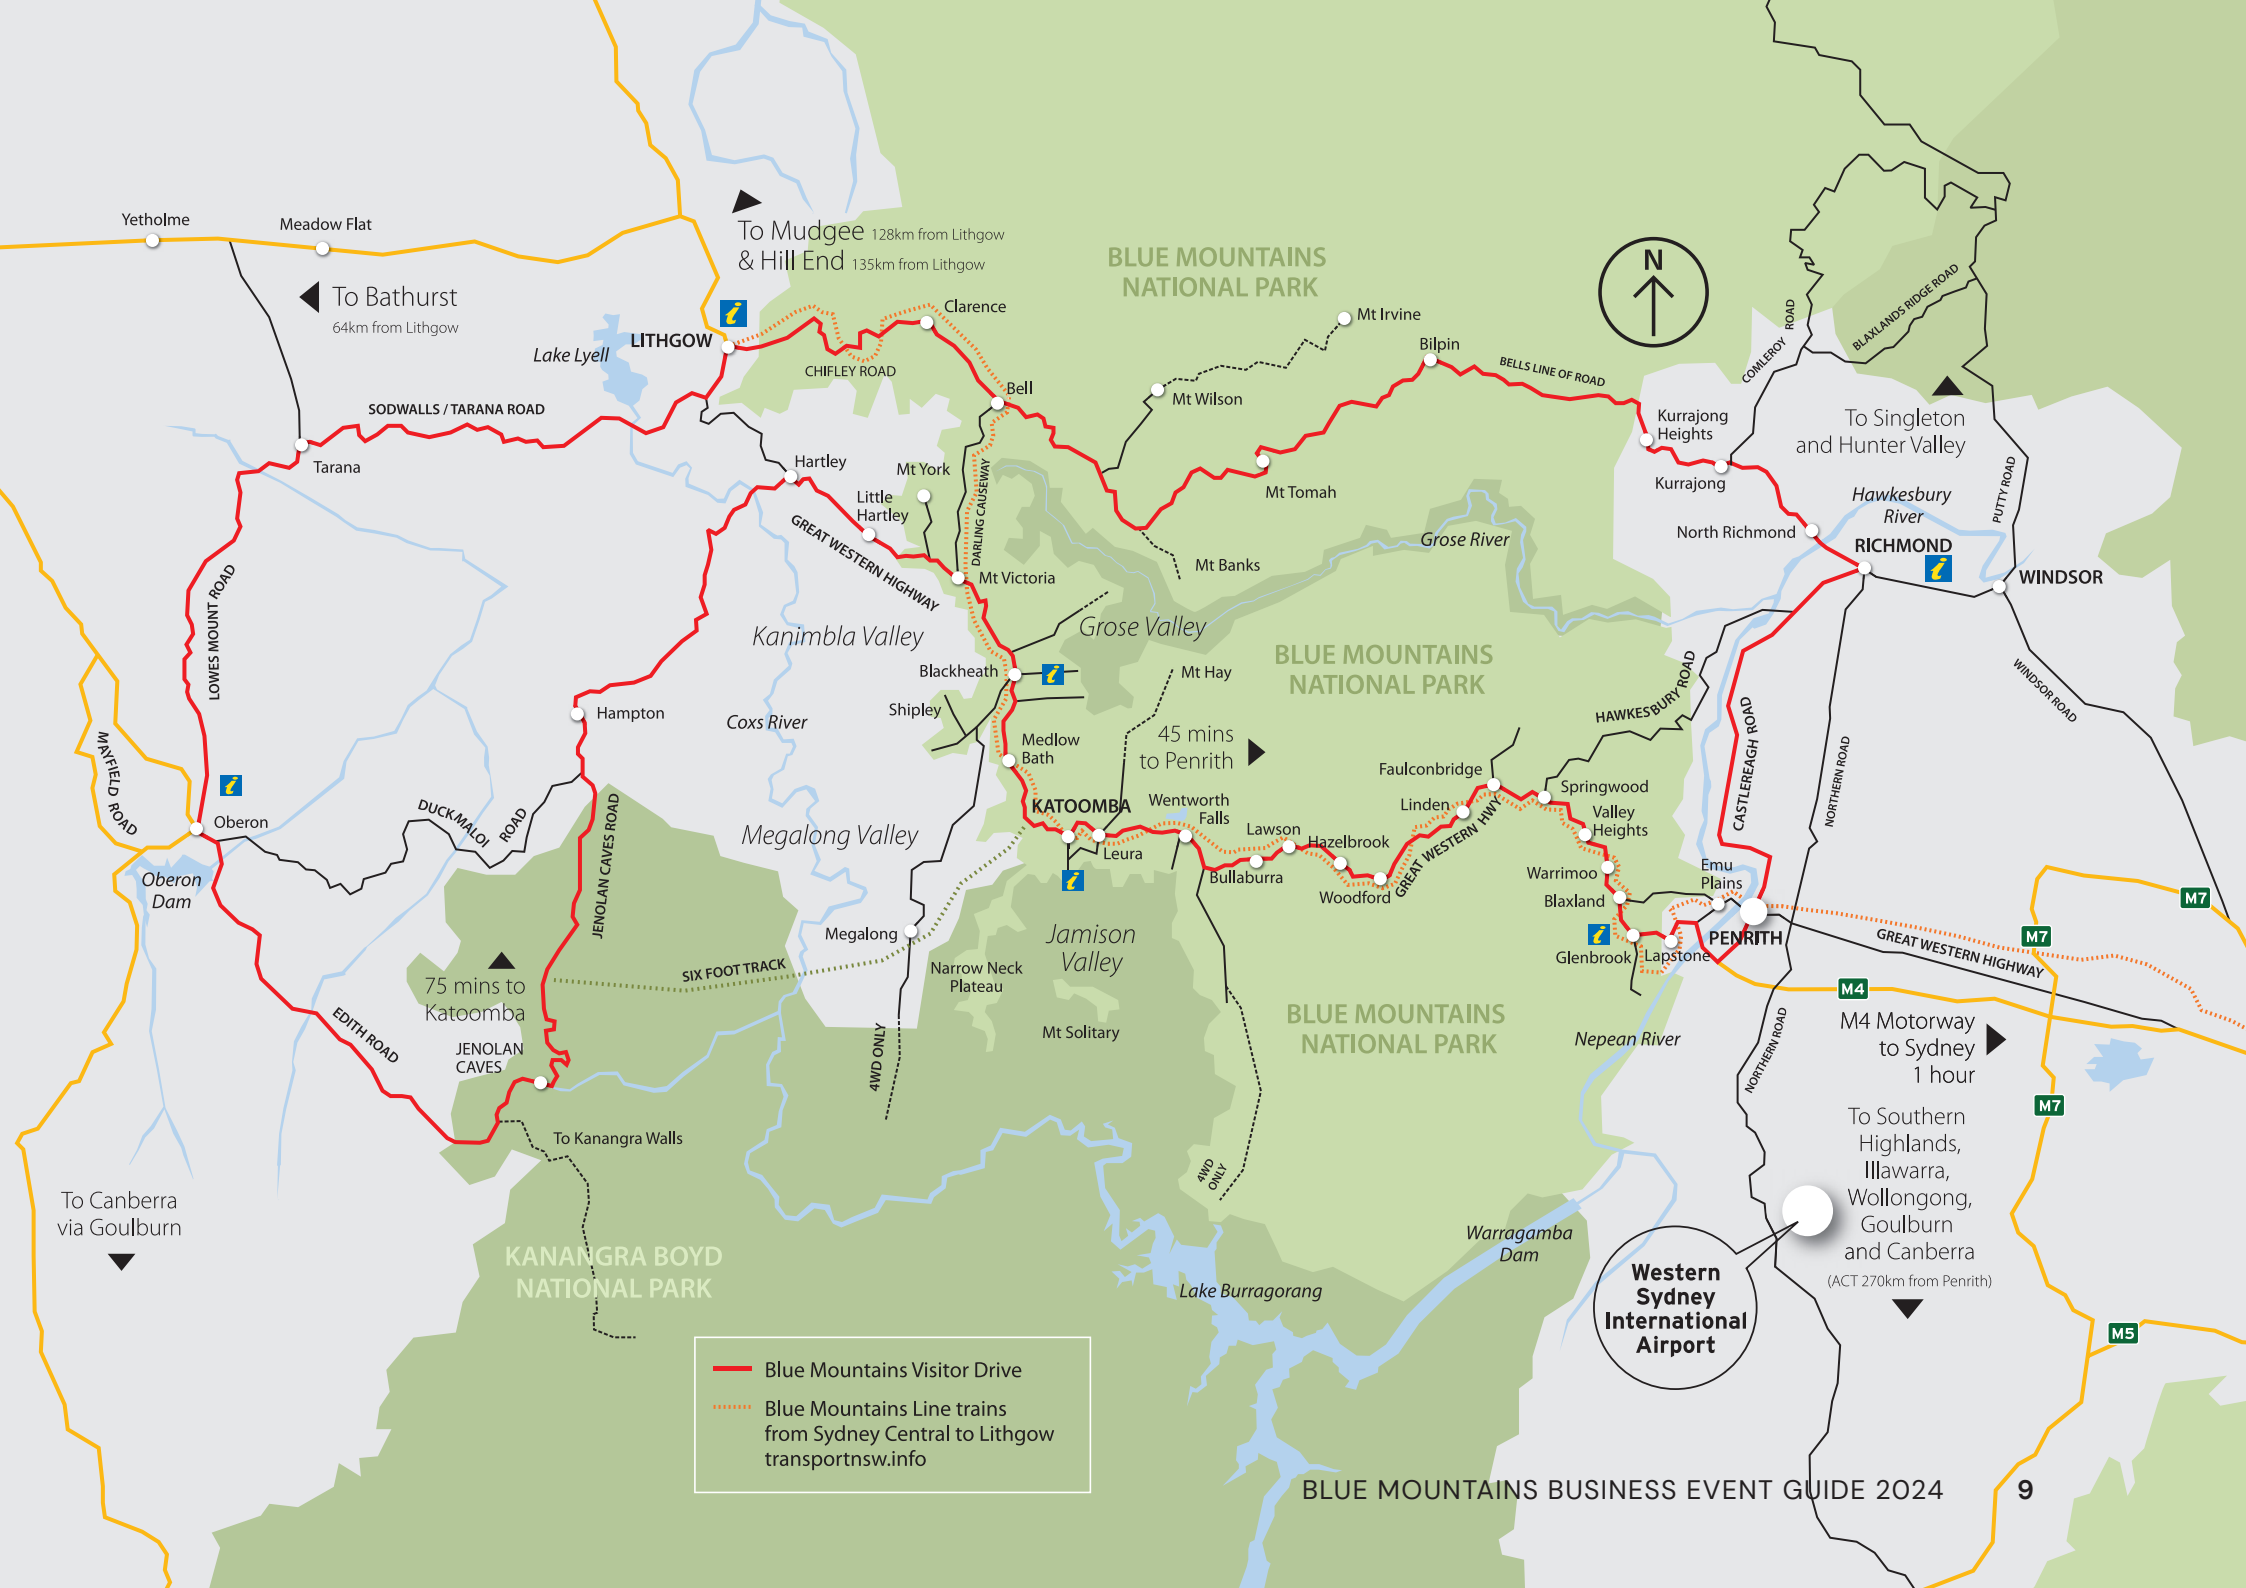 Yetholme
Meadow Flat
To Mudgee 128km from Lithgow
& Hill End 135km from Lithgow
To Bathurst
64km from Lithgow
BLUE MOUNTAINS
NATIONAL PARK
N
i
LITHGOW
Lake Lyell
Clarence
CHIFLEY ROAD
Bell
Mt Irvine
Mt Wilson
Bilpin
BELLS LINE OF ROAD
COMLEROY
ROAD
BLAXLANDS RIDGE ROAD
Kurrajong
Heights
Kurrajong
To Singleton
and Hunter Valley
SODWALLS / TARANA ROAD
Tarana
Hartley
Mt York
Little
Hartley
DARLING CAUSEWAY
Mt Tomah
Hawkesbury
River
PUTTY ROAD
North Richmond
RICHMOND
i
WINDSOR
GREAT WESTERN HIGHWAY
Mt Victoria
Mt Banks
Grose River
LOWES MOUNT ROAD
Kanimbla Valley
Grose Valley
BLUE MOUNTAINS
NATIONAL PARK
Blackheath
i
Mt Hay
Shipley
HAWKESBURY ROAD
WINDSOR ROAD
Hampton
Coxs River
Medlow
Bath
45 mins
to Penrith
MAYFIELD ROAD
i
Oberon
DUCKMALOI
ROAD
JENOLAN CAVES ROAD
Megalong Valley
KATOOMBA
Leura
i
Wentworth
Falls
Bullaburra
Lawson
Hazelbrook
Woodford
Linden
Faulconbridge
GREAT WESTERN HWY
Springwood
Valley
Heights
Warrimoo
Blaxland
i
Glenbrook
Lapstone
Emu
Plains
PENRITH
CASTLEREAGH ROAD
NORTHERN ROAD
Oberon
Dam
Megalong
SIX FOOT TRACK
Narrow Neck
Plateau
Jamison
Valley
Mt Solitary
M7
M7
GREAT WESTERN HIGHWAY
M4
M4 Motorway
to Sydney
1 hour
75 mins to
Katoomba
JENOLAN
CAVES
EDITH ROAD
4WD ONLY
BLUE MOUNTAINS
NATIONAL PARK
Nepean River
NORTHERN ROAD
M7
To Southern
Highlands,
Illawarra,
Wollongong,
Goulburn
and Canberra
(ACT 270km from Penrith)
To Kanangra Walls
To Canberra
via Goulburn
KANANGRA BOYD
NATIONAL PARK
4WD
ONLY
Lake Burragorang
Warragamba
Dam
Western
Sydney
International
Airport
M5
Blue Mountains Visitor Drive
Blue Mountains Line trains
from Sydney Central to Lithgow
transportnsw.info
BLUE MOUNTAINS BUSINESS EVENT GUIDE 2024 9